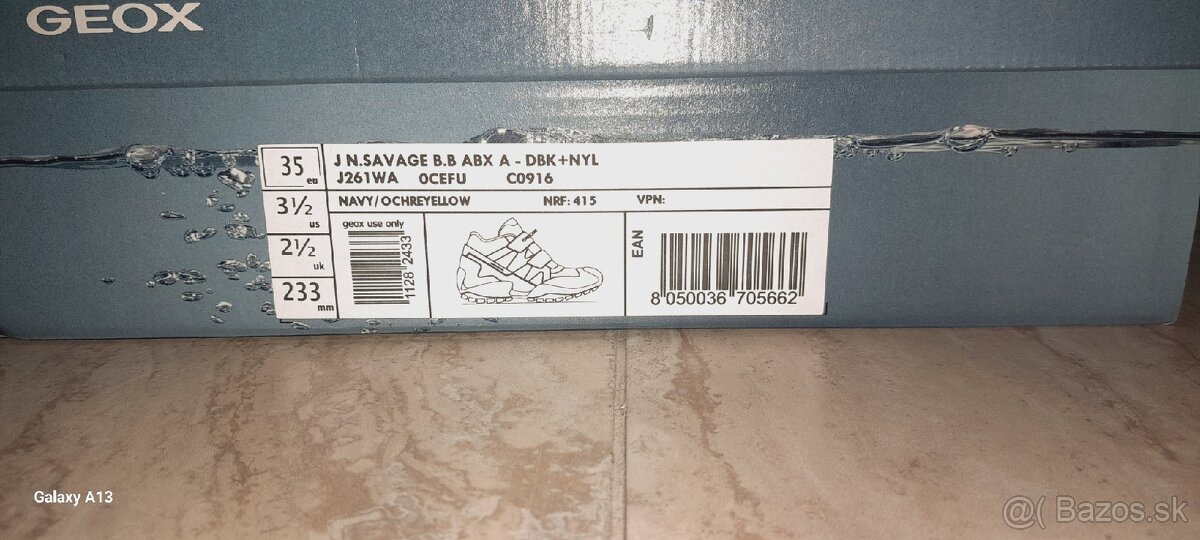 GEOX
35 eu
3½ us
2½ uk
233 mm
J N.SAVAGE B.B ABX A - DBK+NYL
J261WA 0CEFU C0916
NAVY/OCHREYELLOW NRF: 415 VPN:
geox use only
1128 2433
EAN
8 050036 705662
Galaxy A13
@( Bazos.sk